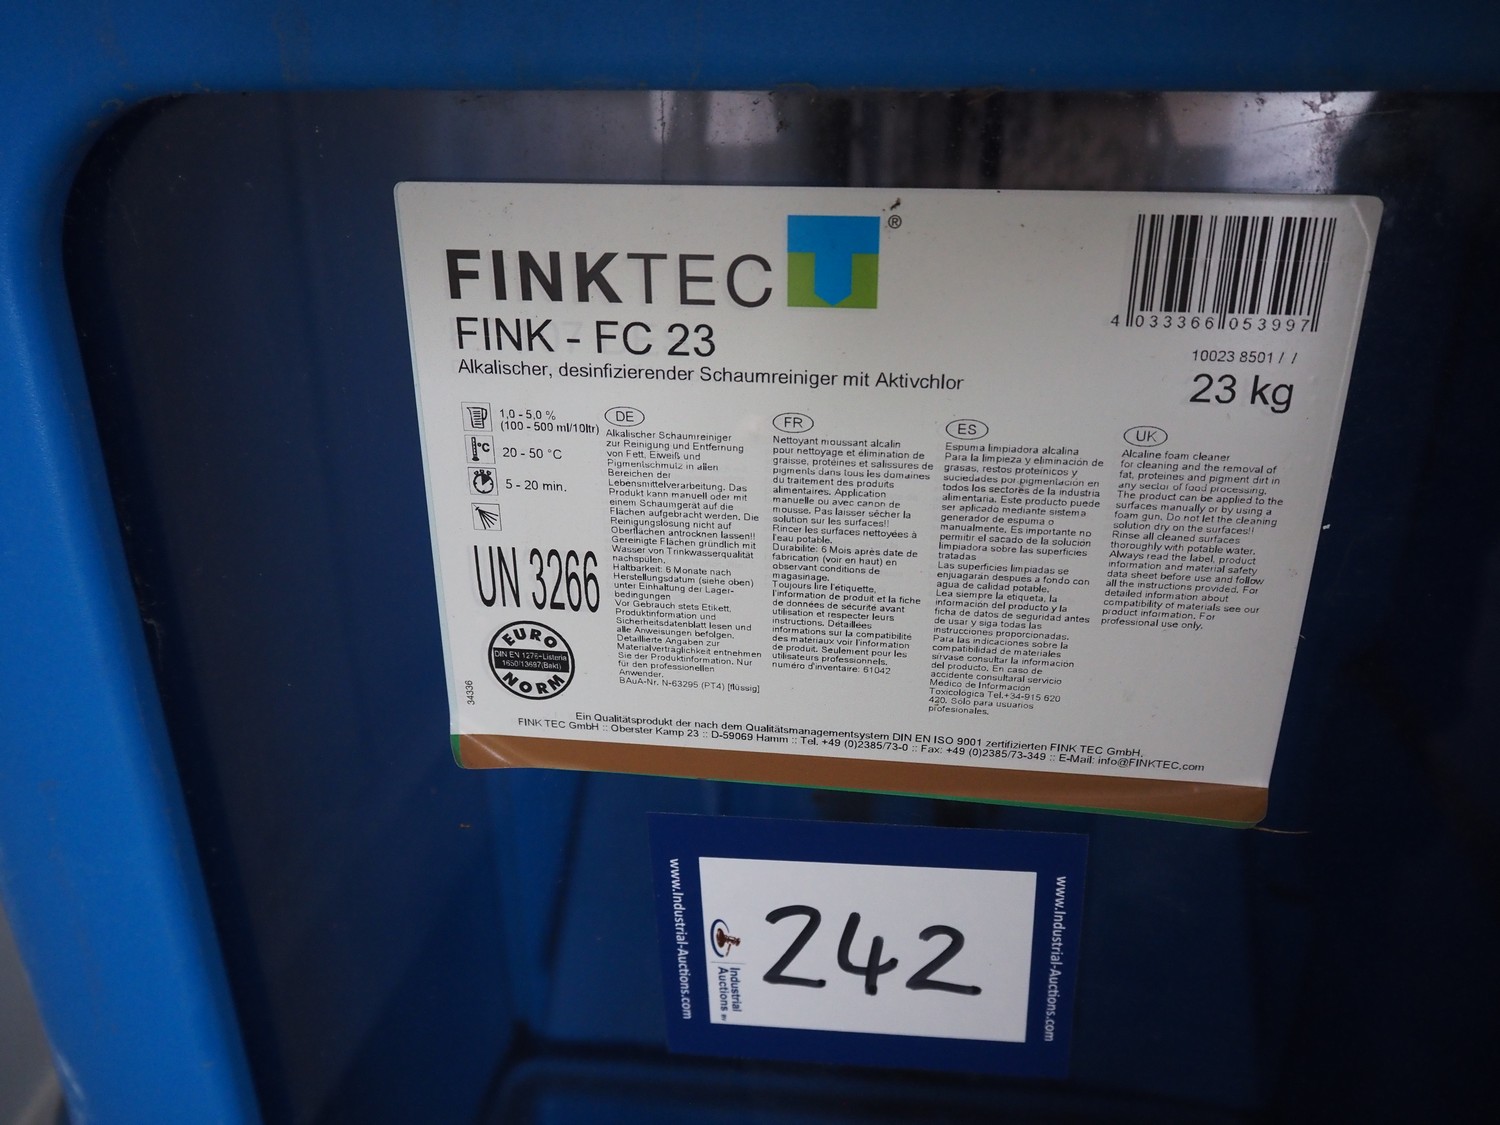 FINKTEC ®
FINK - FC 23
Alkalischer, desinfizierender Schaumreiniger mit Aktivchlor
4 033366 053997
10023 8501 / /
23 kg
1,0 - 5,0 %
(100 - 500 ml/10ltr)
°C
20 - 50 °C
5 - 20 min.
UN 3266
EURO
DIN EN 1276-Listeria
1650/13697(Bakt)
NORM
34336
DE
Alkalischer Schaumreiniger
zur Reinigung und Entfernung
von Fett, Eiweiß und
Pigmentschmutz in allen
Bereichen der
Lebensmittelverarbeitung. Das
Produkt kann manuell oder mit
einem Schaumgerät auf die
Flächen aufgebracht werden. Die
Reinigungslösung nicht auf
Oberflächen antrocknen lassen!!
Gereinigte Flächen gründlich mit
Wasser von Trinkwasserqualität
nachspülen.
Haltbarkeit: 6 Monate nach
Herstellungsdatum (siehe oben)
unter Einhaltung der Lager-
bedingungen
Vor Gebrauch stets Etikett,
Produktinformation und
Sicherheitsdatenblatt lesen und
alle Anweisungen befolgen.
Detaillierte Angaben zur
Materialverträglichkeit entnehmen
Sie der Produktinformation. Nur
für den professionellen
Anwender.
BAuA-Nr. N-63295 (PT4) [flüssig]
FR
Nettoyant moussant alcalin
pour nettoyage et élimination de
graisse, protéines et salissures de
pigments dans tous les domaines
du traitement des produits
alimentaires. Application
manuelle ou avec canon de
mousse. Pas laisser sécher la
solution sur les surfaces!!
Rincer les surfaces nettoyées à
l'eau potable.
Durabilité: 6 Mois après date de
fabrication (voir en haut) en
observant conditions de
magasinage.
Toujours lire l'étiquette,
l'information de produit et la fiche
de données de sécurité avant
utilisation et respecter leurs
instructions. Détaillées
informations sur la compatibilité
des materiaux voir l'information
de produit. Seulement pour les
utilisateurs professionnels.
numéro d'inventaire: 61042
ES
Espuma limpiadora alcalina
Para la limpieza y eliminación de
grasas, restos proteínicos y
suciedades por pigmentación en
todos los sectores de la industria
alimentaria. Este producto puede
ser aplicado mediante sistema
generador de espuma o
manualmente. Es importante no
permitir el sacado de la solución
limpiadora sobre las superficies
tratadas
Las superficies limpiadas se
enjuagarán después a fondo con
agua de calidad potable.
Lea siempre la etiqueta, la
información del producto y la
ficha de datos de seguridad antes
de usar y siga todas las
instrucciones proporcionadas.
Para las indicaciones sobre la
compatibilidad de materiales
sírvase consultar la información
del producto. En caso de
accidente consultaral servicio
Médico de Información
Toxicológica Tel.+34-915 620
420. Solo para usuarios
profesionales.
UK
Alcaline foam cleaner
for cleaning and the removal of
fat, proteines and pigment dirt in
any sector of food processing.
The product can be applied to the
surfaces manually or by using a
foam gun. Do not let the cleaning
solution dry on the surfaces!!
Rinse all cleaned surfaces
thoroughly with potable water.
Always read the label, product
information and material safety
data sheet before use and follow
all the instructions provided. For
detailed information about
compatibility of materials see our
product information. For
professional use only.
Ein Qualitätsprodukt der nach dem Qualitätsmanagementsystem DIN EN ISO 9001 zertifizierten FINK TEC GmbH.
FINK TEC GmbH :: Oberster Kamp 23 :: D-59069 Hamm :: Tel. +49 (0)2385/73-0 :: Fax: +49 (0)2385/73-349 :: E-Mail: info@FINKTEC.com
www.Industrial-Auctions.com
Industrial
Auctions BV
242
www.Industrial-Auctions.com